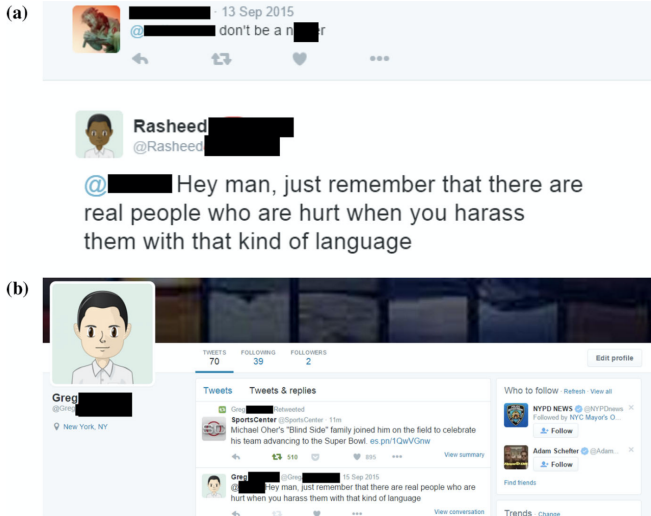 (a)
· 13 Sep 2015
@ don't be a n r
Rasheed
@Rasheed
@ Hey man, just remember that there are
real people who are hurt when you harass
them with that kind of language
(b)
TWEETS FOLLOWING FOLLOWERS
70 39 2
Edit profile
Greg
@Greg
New York, NY
Tweets Tweets & replies
Greg Retweeted
SportsCenter @SportsCenter · 11m
Michael Oher's "Blind Side" family joined him on the field to celebrate
his team advancing to the Super Bowl. es.pn/1QwVGnw
510 895 View summary
Greg @Greg 15 Sep 2015
@ Hey man, just remember that there are real people who are
hurt when you harass them with that kind of language
View conversation
Who to follow · Refresh · View all
NYPD NEWS @NYPDnews
Followed by NYC Mayor's O...
Follow
Adam Schefter @Adam...
Follow
Find friends
Trends · Change